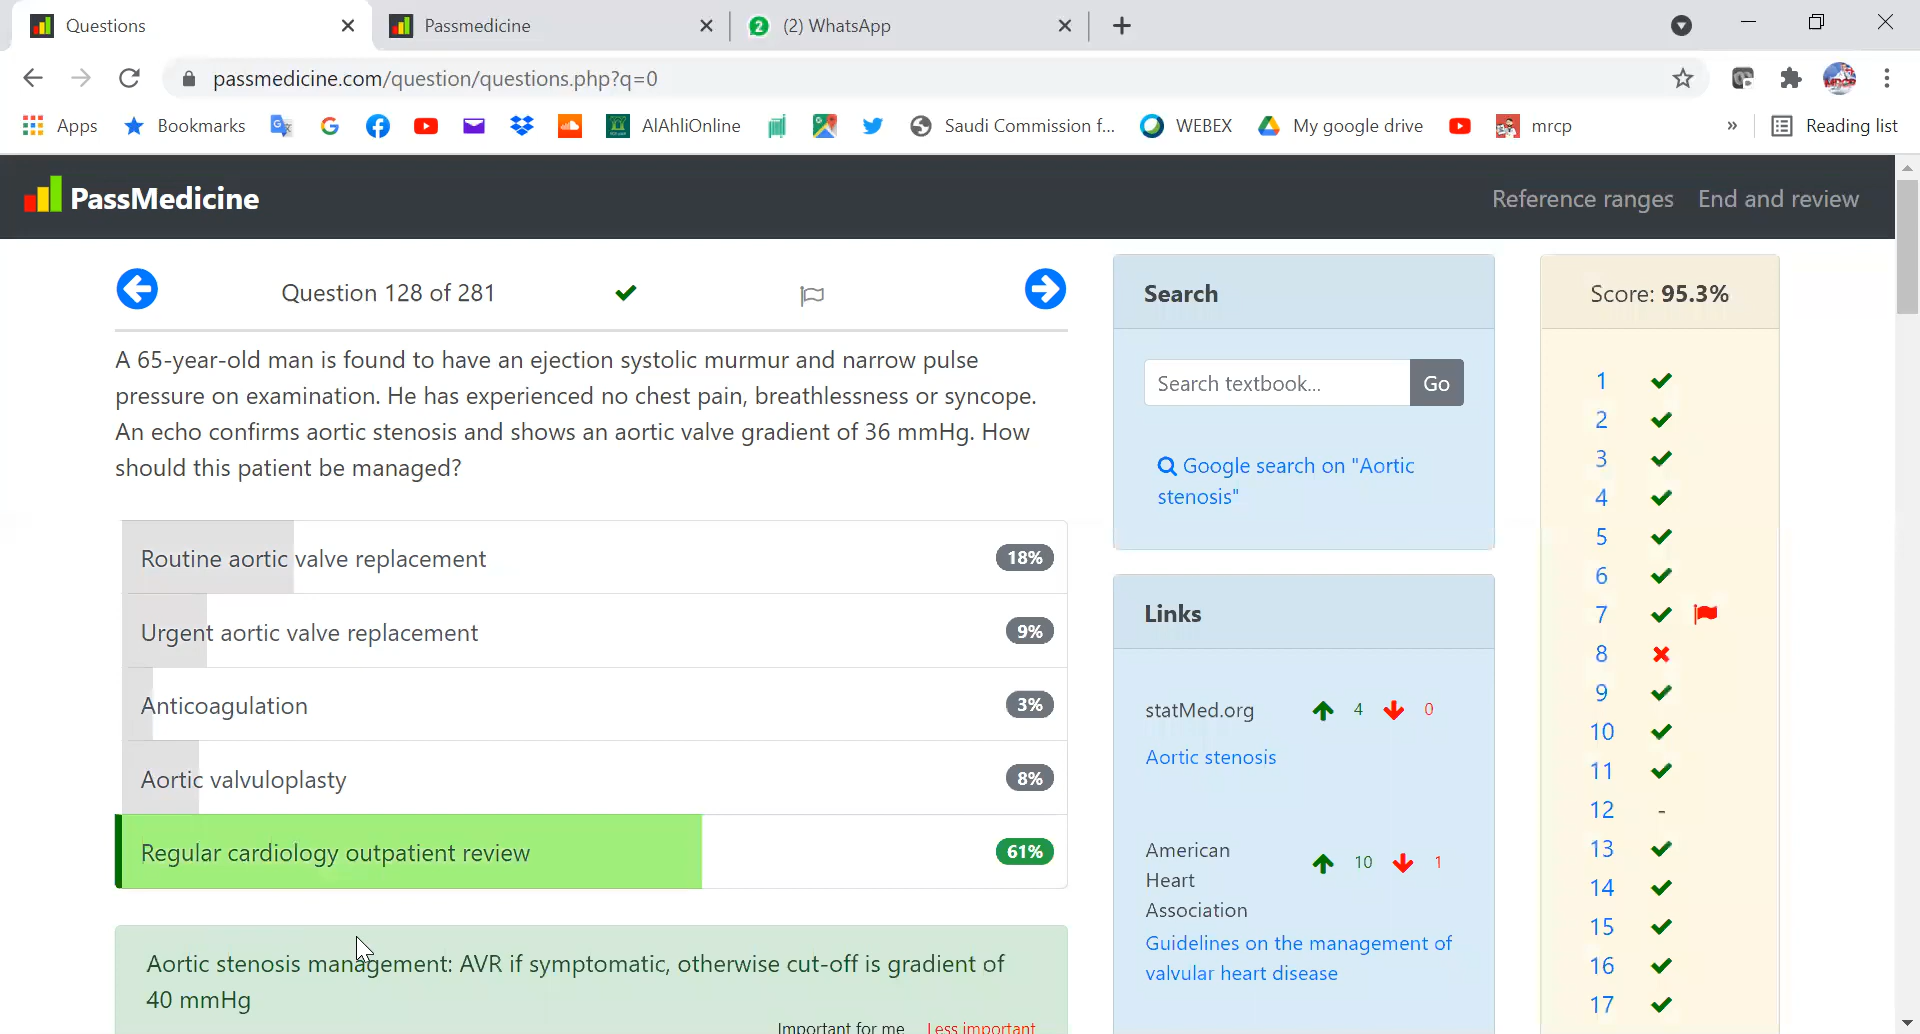 Questions
Passmedicine
2
(2) WhatsApp
passmedicine.com/question/questions.php?q=0
Apps
Bookmarks
AlAhliOnline
Saudi Commission f...
WEBEX
My google drive
mrcp
»
Reading list
PassMedicine
Reference ranges
End and review
Question 128 of 281
A 65-year-old man is found to have an ejection systolic murmur and narrow pulse
pressure on examination. He has experienced no chest pain, breathlessness or syncope.
An echo confirms aortic stenosis and shows an aortic valve gradient of 36 mmHg. How
should this patient be managed?
Routine aortic valve replacement 18%
Urgent aortic valve replacement 9%
Anticoagulation 3%
Aortic valvuloplasty 8%
Regular cardiology outpatient review 61%
Aortic stenosis management: AVR if symptomatic, otherwise cut-off is gradient of
40 mmHg
Important for me Less important
Search
Search textbook...
Go
Google search on "Aortic
stenosis"
Links
statMed.org 4 0
Aortic stenosis
American
Heart
Association
10 1
Guidelines on the management of
valvular heart disease
Score: 95.3%
1
2
3
4
5
6
7
8
9
10
11
12 -
13
14
15
16
17